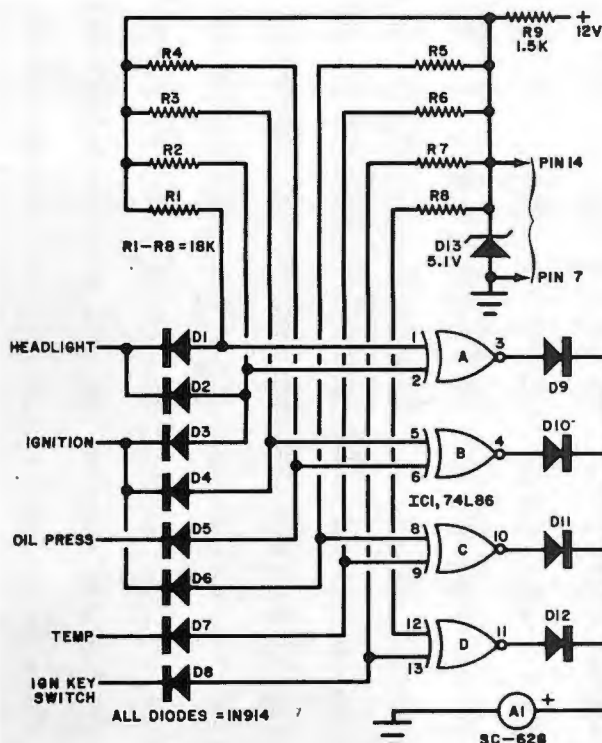 R9
1.5K
+
12V
R4
R5
R3
R6
R2
R7
PIN 14
R1
R8
R1-R8 = 18K
D13
5.1V
PIN 7
HEADLIGHT
D1
1
A
3
D2
2
D9
IGNITION
D3
D10
5
B
4
D4
6
IC1, 74L86
OIL PRESS
D5
D11
8
C
10
D6
9
D12
TEMP
D7
12
D
11
13
IGN KEY
SWITCH
D8
A1
+
ALL DIODES = 1N914
SC-628